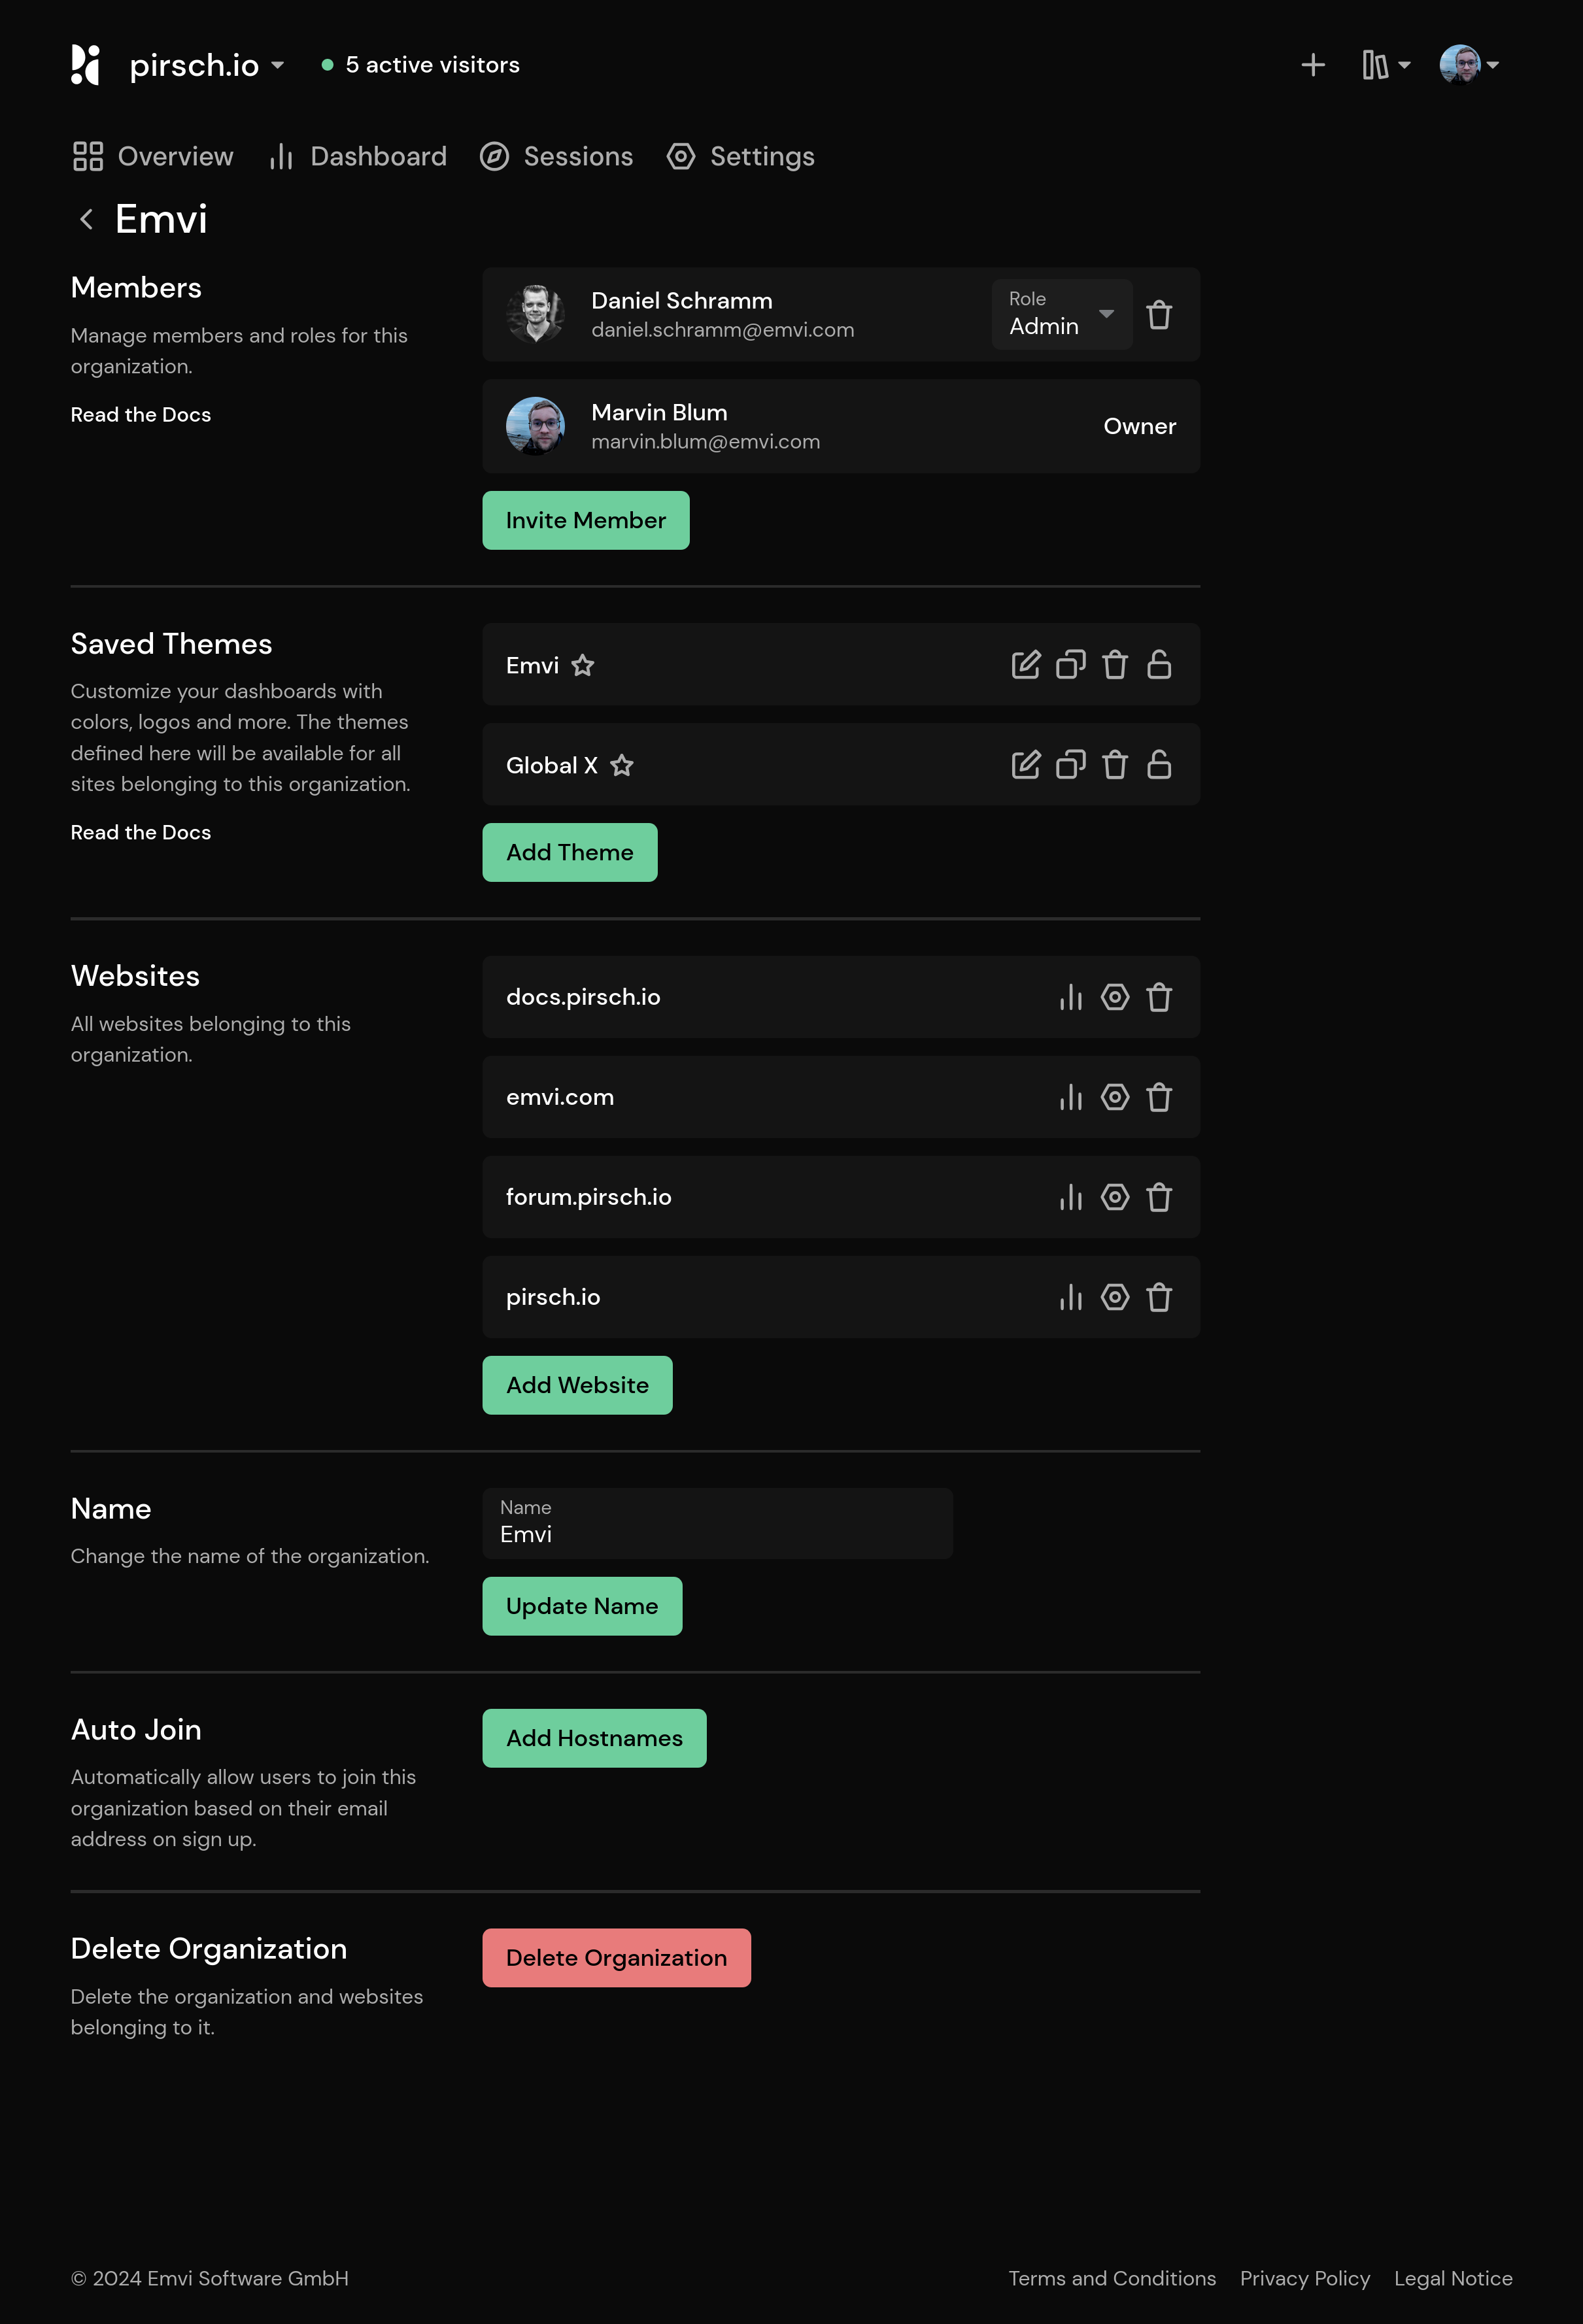 pirsch.io
5 active visitors
Overview
Dashboard
Sessions
Settings
Emvi
Members
Manage members and roles for this
organization.
Read the Docs
Daniel Schramm
daniel.schramm@emvi.com
Role
Admin
Marvin Blum
marvin.blum@emvi.com
Owner
Invite Member
Saved Themes
Customize your dashboards with
colors, logos and more. The themes
defined here will be available for all
sites belonging to this organization.
Read the Docs
Emvi
Global X
Add Theme
Websites
All websites belonging to this
organization.
docs.pirsch.io
emvi.com
forum.pirsch.io
pirsch.io
Add Website
Name
Change the name of the organization.
Name
Emvi
Update Name
Auto Join
Automatically allow users to join this
organization based on their email
address on sign up.
Add Hostnames
Delete Organization
Delete the organization and websites
belonging to it.
Delete Organization
© 2024 Emvi Software GmbH
Terms and Conditions
Privacy Policy
Legal Notice